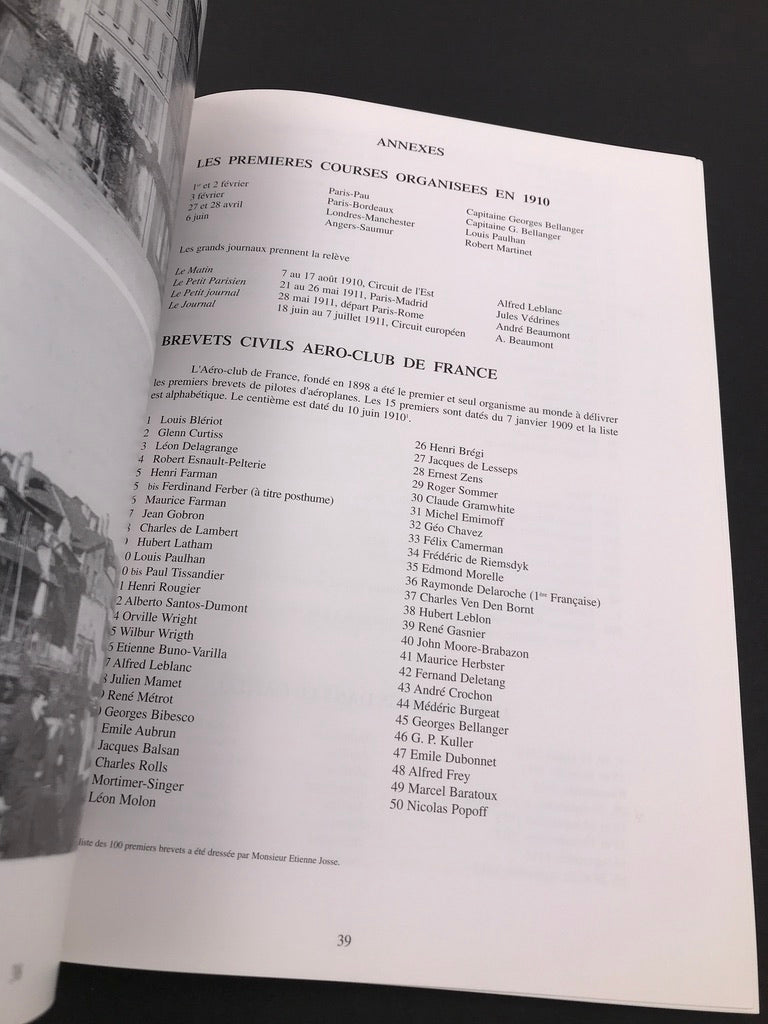 ANNEXES
LES PREMIERES COURSES ORGANISEES EN 1910
1er et 2 février Paris-Pau Capitaine Georges Bellanger
3 février Paris-Bordeaux Capitaine G. Bellanger
27 et 28 avril Londres-Manchester Louis Paulhan
6 juin Angers-Saumur Robert Martinet
Les grands journaux prennent la relève
Le Matin 7 au 17 août 1910, Circuit de l'Est Alfred Leblanc
Le Petit Parisien 21 au 26 mai 1911, Paris-Madrid Jules Védrines
Le Petit journal 28 mai 1911, départ Paris-Rome André Beaumont
Le Journal 18 juin au 7 juillet 1911, Circuit européen A. Beaumont
BREVETS CIVILS AERO-CLUB DE FRANCE
L'Aéro-club de France, fondé en 1898 a été le premier et seul organisme au monde à délivrer
les premiers brevets de pilotes d'aéroplanes. Les 15 premiers sont datés du 7 janvier 1909 et la liste
est alphabétique. Le centième est daté du 10 juin 1910¹.
1 Louis Blériot
2 Glenn Curtiss
3 Léon Delagrange
4 Robert Esnault-Pelterie
5 Henri Farman
5 bis Ferdinand Ferber (à titre posthume)
6 Maurice Farman
7 Jean Gobron
Charles de Lambert
Hubert Latham
0 Louis Paulhan
0 bis Paul Tissandier
1 Henri Rougier
2 Alberto Santos-Dumont
4 Orville Wright
5 Wilbur Wrigth
6 Etienne Buno-Varilla
7 Alfred Leblanc
Julien Mamet
René Métrot
Georges Bibesco
Emile Aubrun
Jacques Balsan
Charles Rolls
Mortimer-Singer
Léon Molon
26 Henri Brégi
27 Jacques de Lesseps
28 Ernest Zens
29 Roger Sommer
30 Claude Gramwhite
31 Michel Emimoff
32 Géo Chavez
33 Félix Camerman
34 Frédéric de Riemsdyk
35 Edmond Morelle
36 Raymonde Delaroche (1ère Française)
37 Charles Ven Den Bornt
38 Hubert Leblon
39 René Gasnier
40 John Moore-Brabazon
41 Maurice Herbster
42 Fernand Deletang
43 André Crochon
44 Médéric Burgeat
45 Georges Bellanger
46 G. P. Kuller
47 Emile Dubonnet
48 Alfred Frey
49 Marcel Baratoux
50 Nicolas Popoff
liste des 100 premiers brevets a été dressée par Monsieur Etienne Josse.
39
38